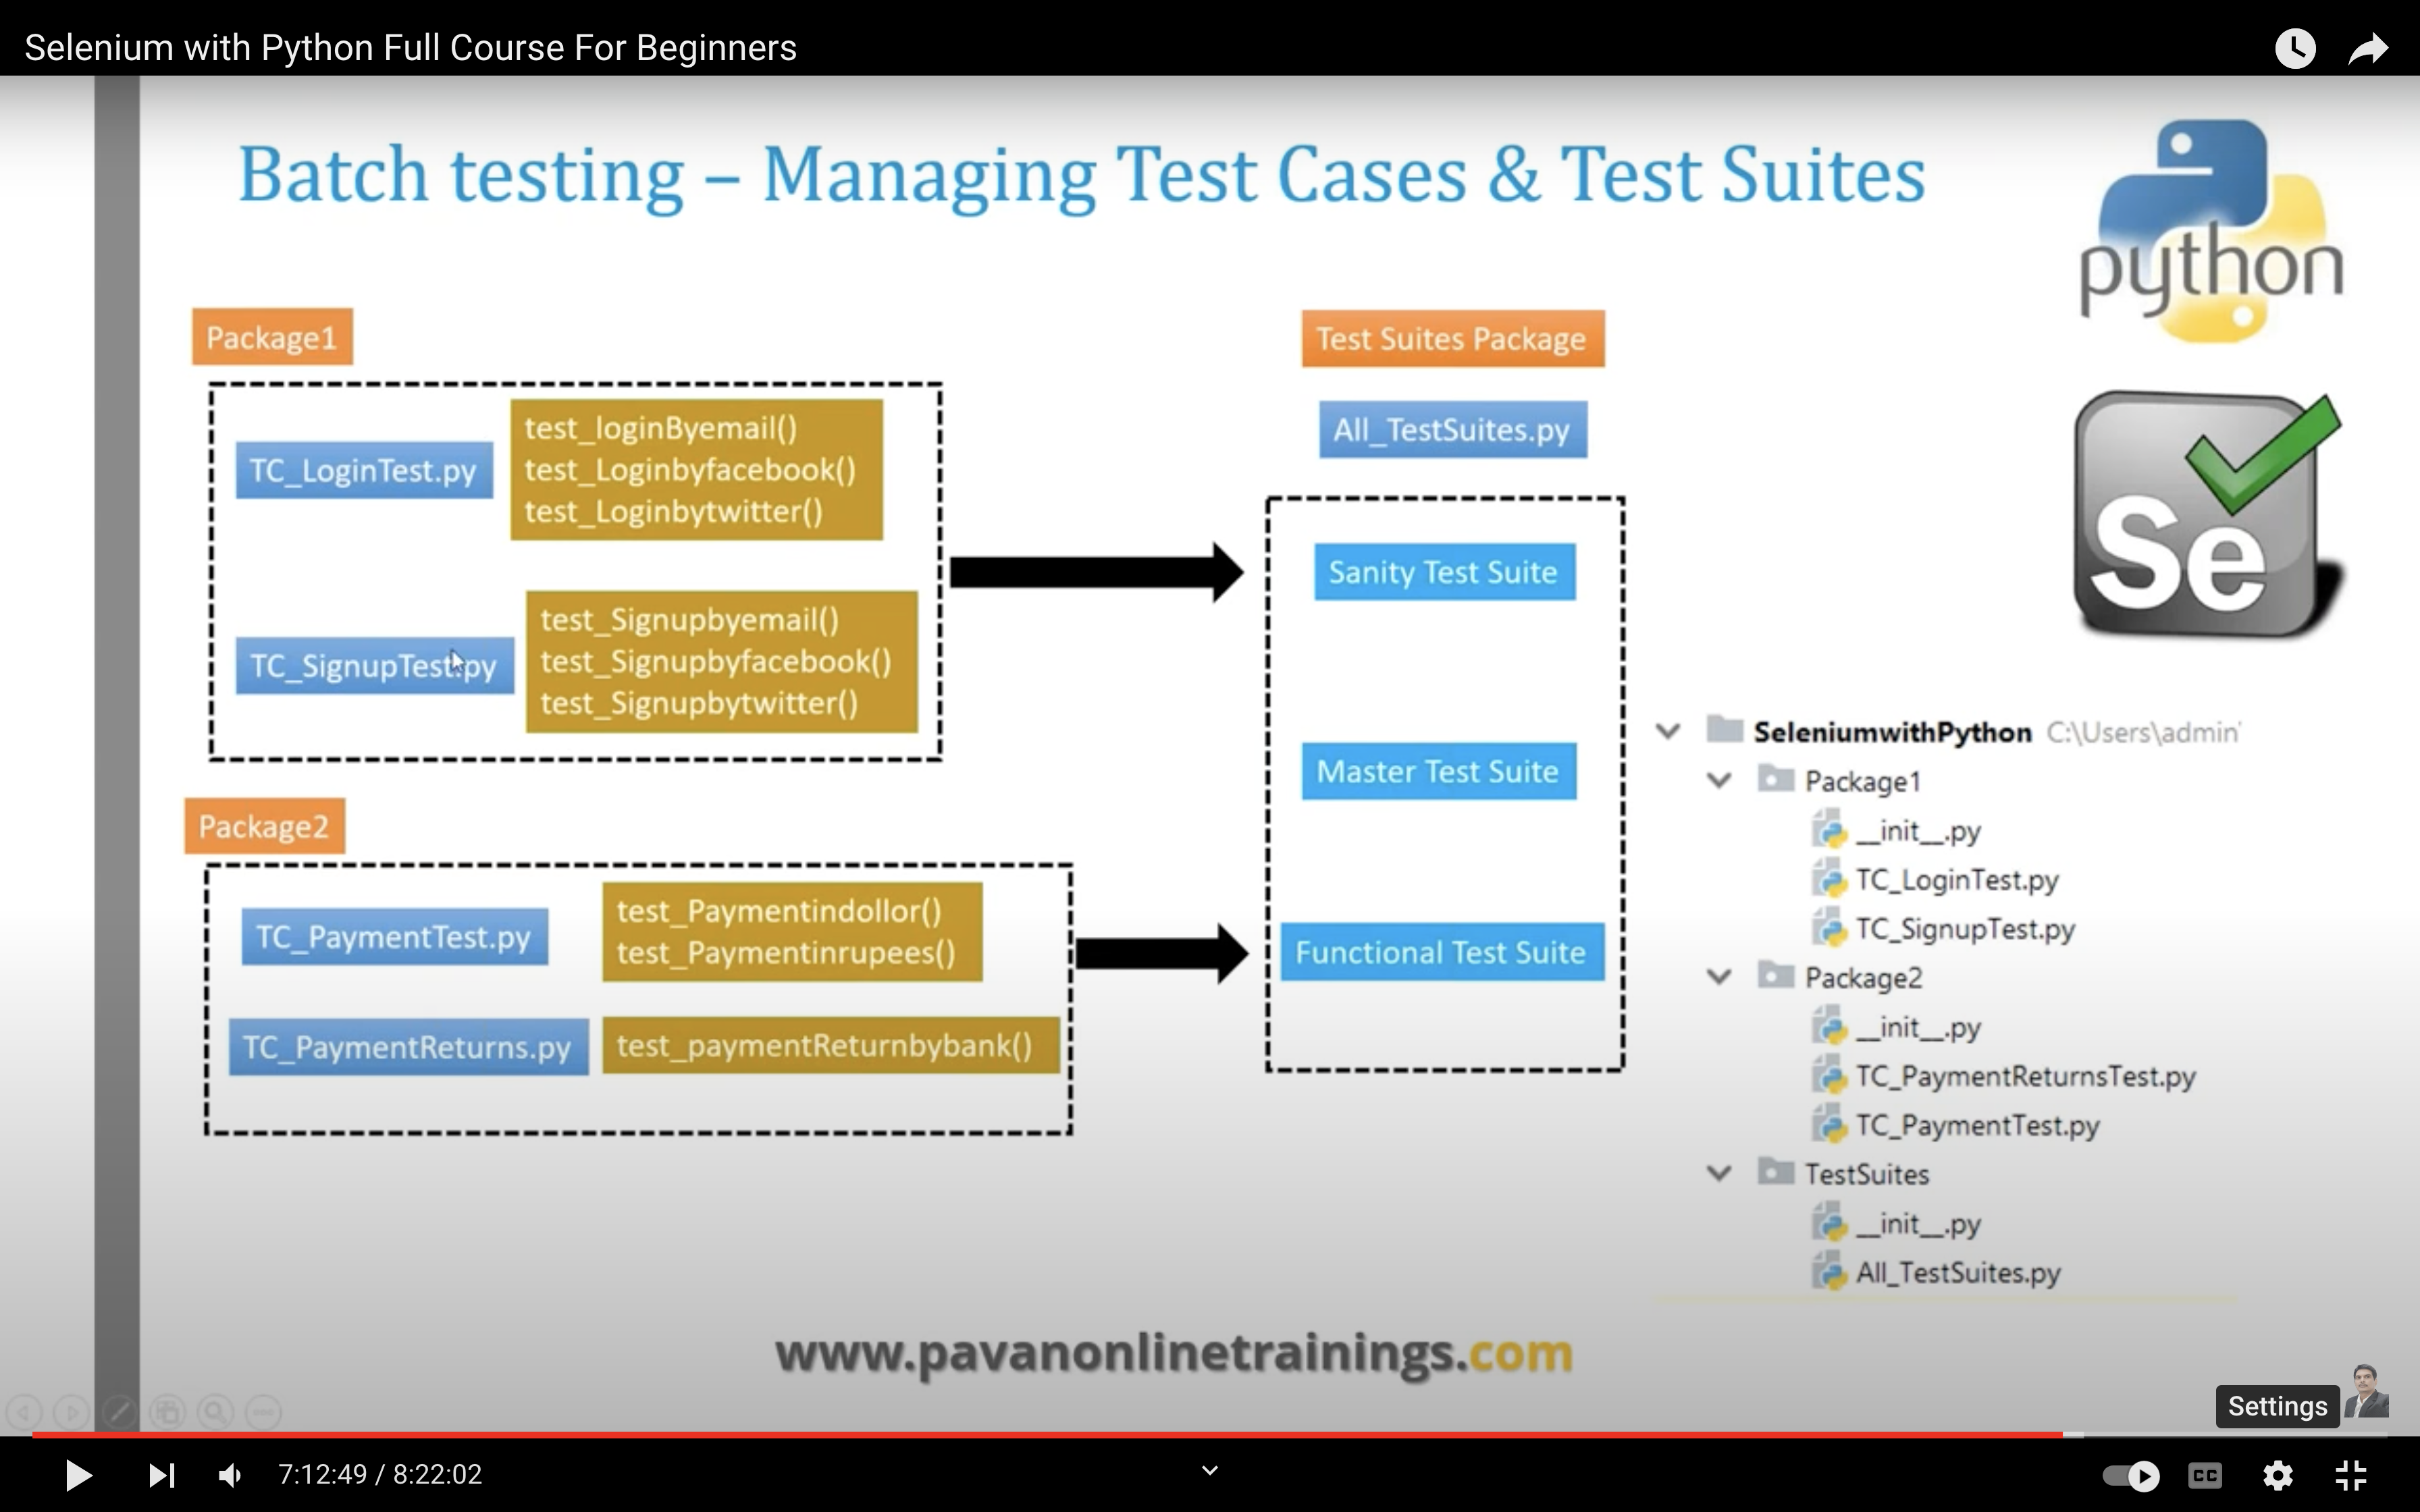 Selenium with Python Full Course For Beginners
Batch testing – Managing Test Cases & Test Suites
python
Package1
TC_LoginTest.py
test_loginByemail()
test_Loginbyfacebook()
test_Loginbytwitter()
TC_SignupTest.py
test_Signupbyemail()
test_Signupbyfacebook()
test_Signupbytwitter()
Package2
TC_PaymentTest.py
test_Paymentindollor()
test_Paymentinrupees()
TC_PaymentReturns.py
test_paymentReturnbybank()
Test Suites Package
All_TestSuites.py
Sanity Test Suite
Master Test Suite
Functional Test Suite
Se
SeleniumwithPython C:\Users\admin
Package1
__init__.py
TC_LoginTest.py
TC_SignupTest.py
Package2
__init__.py
TC_PaymentReturnsTest.py
TC_PaymentTest.py
TestSuites
__init__.py
All_TestSuites.py
www.pavanonlinetrainings.com
Settings
7:12:49 / 8:22:02
CC